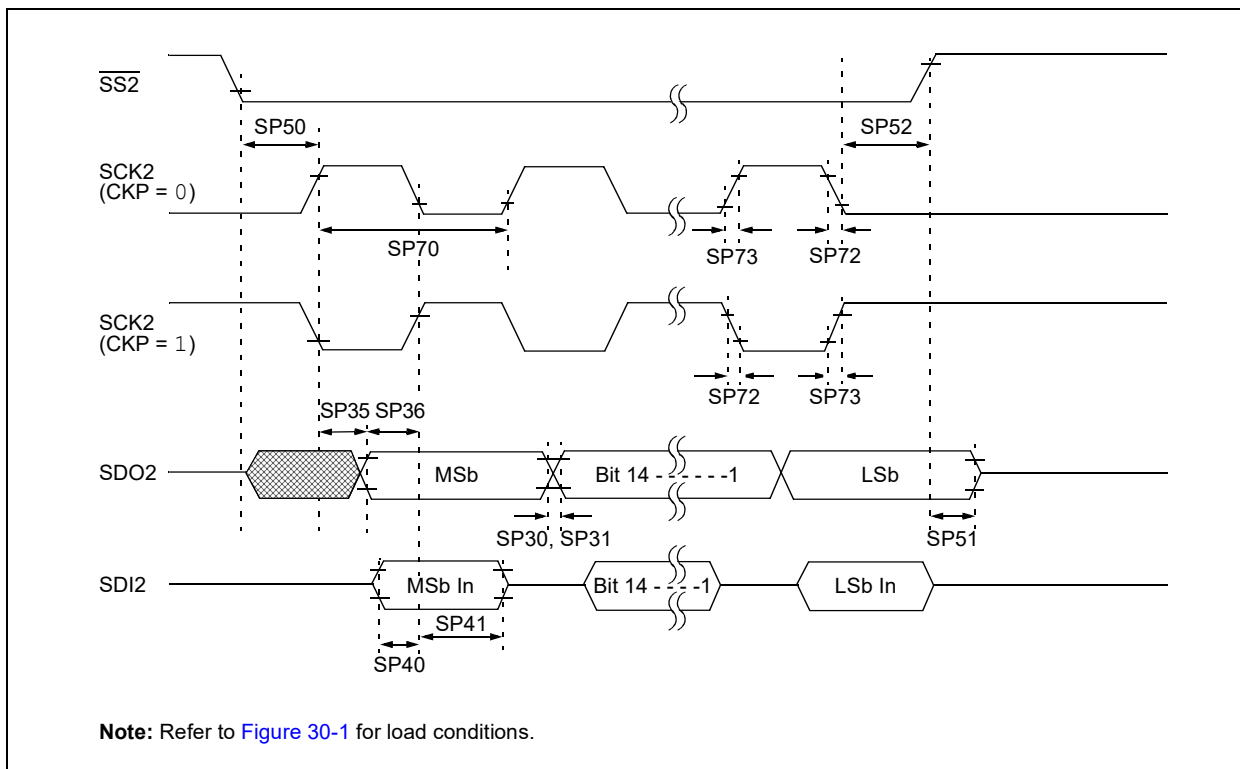 SS2
SP50
SP52
SCK2
(CKP = 0)
SP70
SP73
SP72
SCK2
(CKP = 1)
SP72
SP73
SP35 SP36
SDO2
MSb
Bit 14 - - - - - -1
LSb
SP30, SP31
SP51
SDI2
MSb In
Bit 14 - - - -1
LSb In
SP41
SP40
Note: Refer to Figure 30-1 for load conditions.